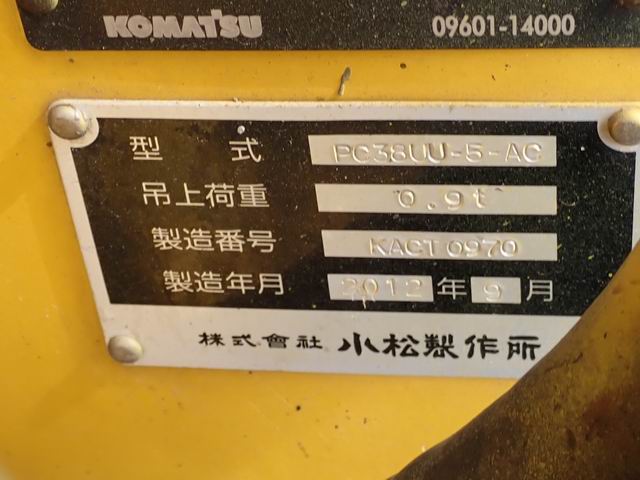 KOMATSU 09601-14000
型 式 PC38UU-5-AC
吊上荷重 0.9t
製造番号 KACT0970
製造年月 2012年9月
株式會社 小松製作所